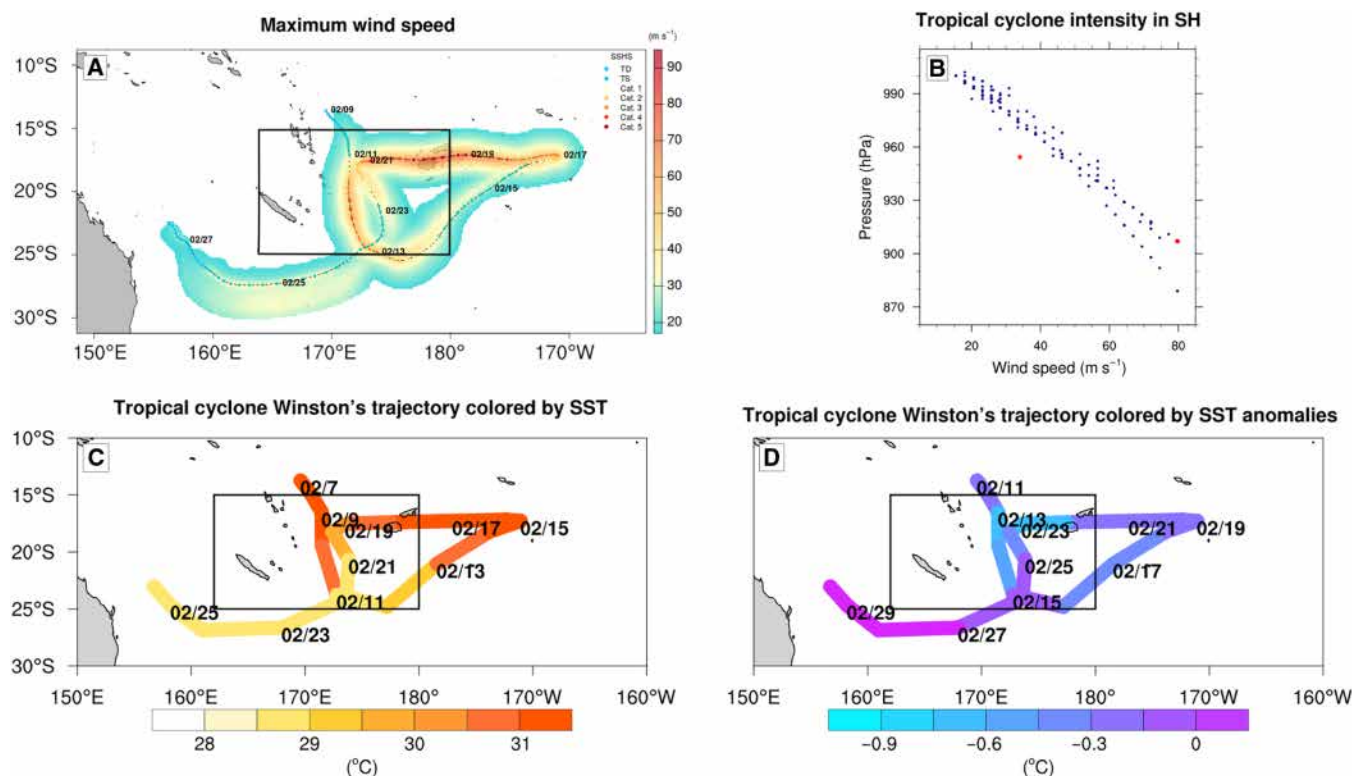 Maximum wind speed
(m s⁻¹)
A
SSHS
TD
TS
Cat. 1
Cat. 2
Cat. 3
Cat. 4
Cat. 5
10°S
15°S
20°S
25°S
30°S
150°E
160°E
170°E
180°
170°W
02/09
02/11
02/21
02/17
02/15
02/23
02/13
02/27
02/25
90
80
70
60
50
40
30
20
Tropical cyclone intensity in SH
B
Pressure (hPa)
990
960
930
900
870
20
40
60
80
Wind speed (m s⁻¹)
Tropical cyclone Winston's trajectory colored by SST
C
10°S
15°S
20°S
25°S
30°S
02/7
02/9
02/19
02/17
02/15
02/21
02/13
02/11
02/25
02/23
150°E
160°E
170°E
180°
170°W
160°W
28
29
30
31
(°C)
Tropical cyclone Winston's trajectory colored by SST anomalies
D
02/11
02/13
02/23
02/21
02/19
02/25
02/17
02/15
02/29
02/27
150°E
160°E
170°E
180°
170°W
160°W
−0.9
−0.6
−0.3
0
(°C)